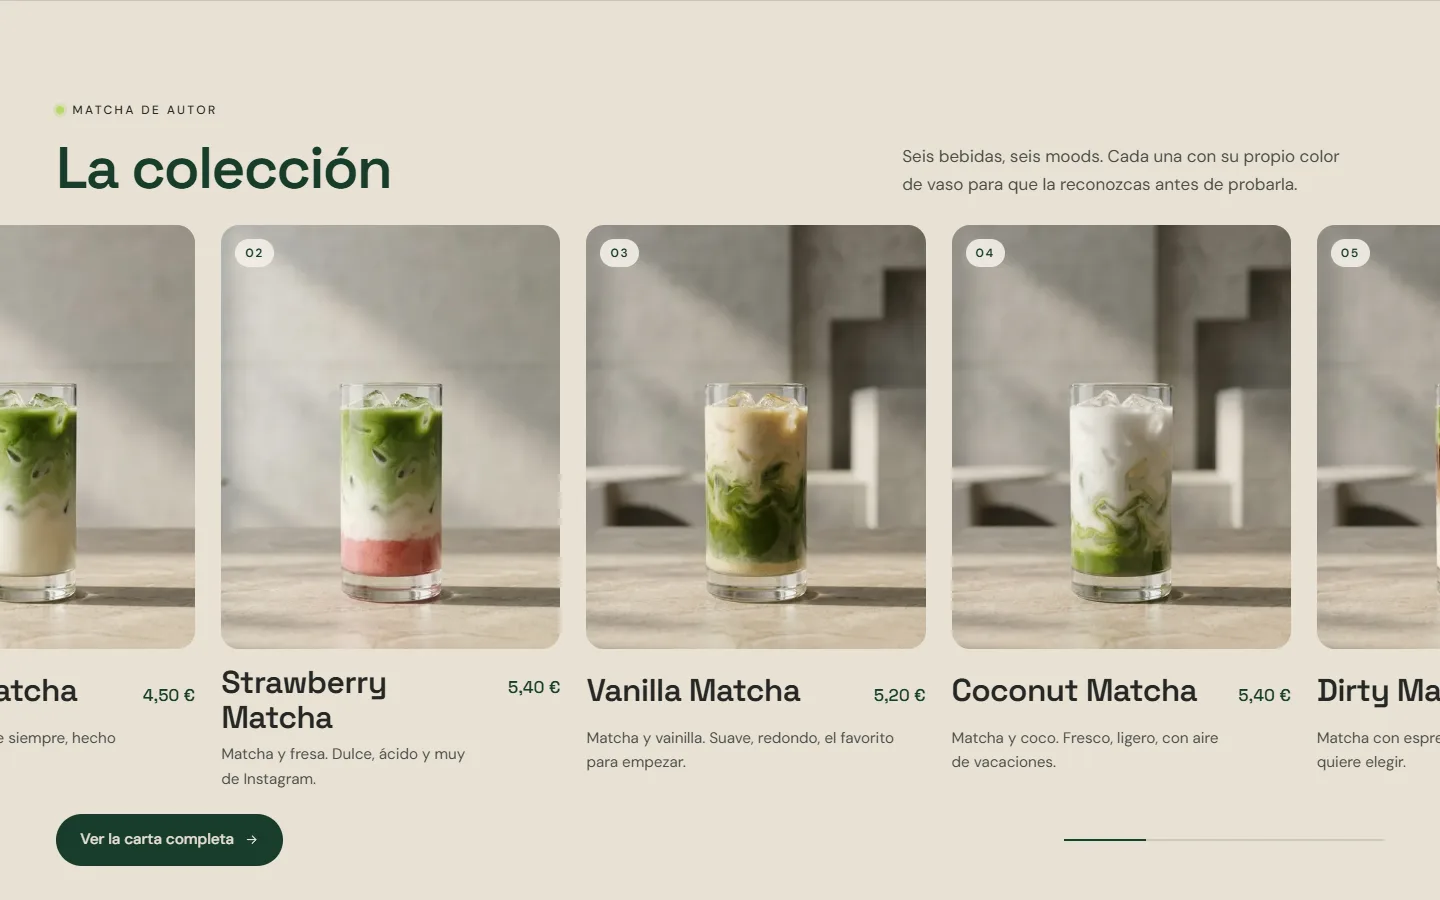 MATCHA DE AUTOR
La colección
Seis bebidas, seis moods. Cada una con su propio color
de vaso para que la reconozcas antes de probarla.
02
03
04
05
atcha
4,50 €
e siempre, hecho
Strawberry
Matcha
5,40 €
Matcha y fresa. Dulce, ácido y muy
de Instagram.
Vanilla Matcha
5,20 €
Matcha y vainilla. Suave, redondo, el favorito
para empezar.
Coconut Matcha
5,40 €
Matcha y coco. Fresco, ligero, con aire
de vacaciones.
Dirty Ma
Matcha con espre
quiere elegir.
Ver la carta completa →